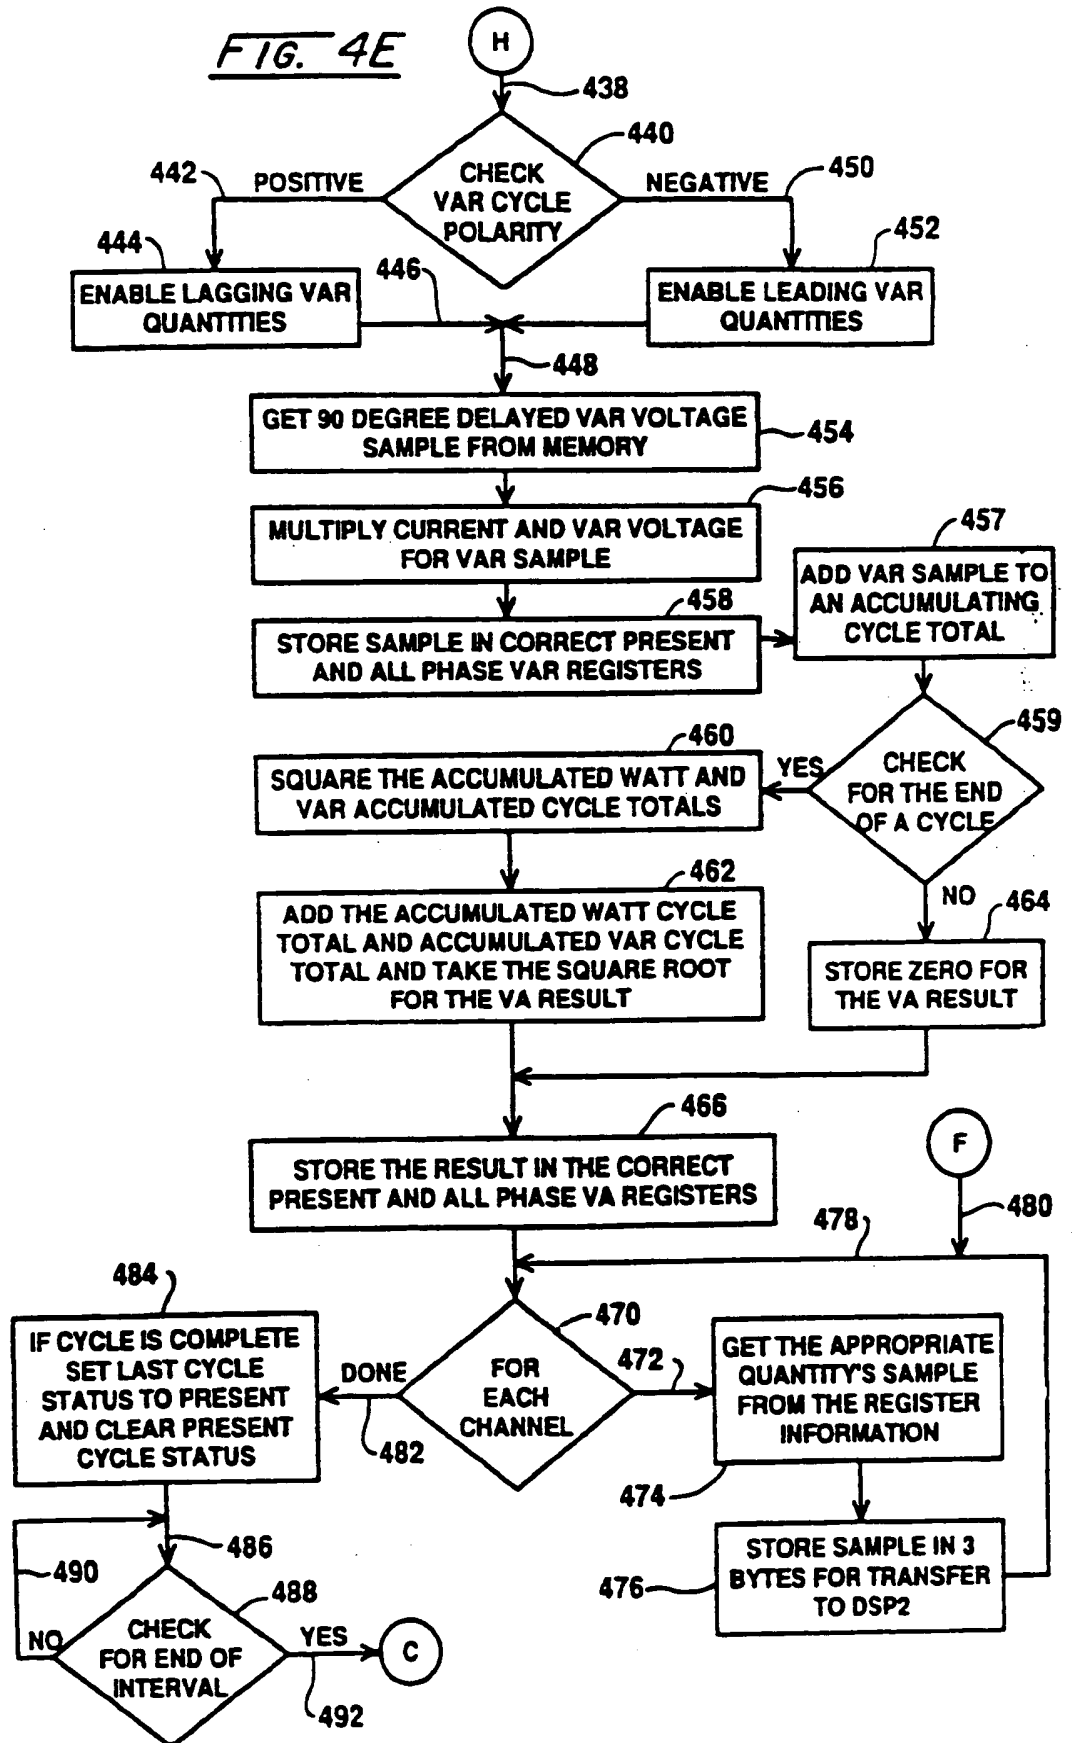 FIG. 4E
H
438
440
CHECK
VAR CYCLE
POLARITY
442
POSITIVE
NEGATIVE
450
444
ENABLE LAGGING VAR
QUANTITIES
446
452
ENABLE LEADING VAR
QUANTITIES
448
GET 90 DEGREE DELAYED VAR VOLTAGE
SAMPLE FROM MEMORY
454
456
MULTIPLY CURRENT AND VAR VOLTAGE
FOR VAR SAMPLE
457
ADD VAR SAMPLE TO
AN ACCUMULATING
CYCLE TOTAL
458
STORE SAMPLE IN CORRECT PRESENT
AND ALL PHASE VAR REGISTERS
459
CHECK
FOR THE END
OF A CYCLE
YES
460
SQUARE THE ACCUMULATED WATT AND
VAR ACCUMULATED CYCLE TOTALS
462
ADD THE ACCUMULATED WATT CYCLE
TOTAL AND ACCUMULATED VAR CYCLE
TOTAL AND TAKE THE SQUARE ROOT
FOR THE VA RESULT
NO
464
STORE ZERO FOR
THE VA RESULT
466
STORE THE RESULT IN THE CORRECT
PRESENT AND ALL PHASE VA REGISTERS
F
480
478
470
FOR
EACH
CHANNEL
472
GET THE APPROPRIATE
QUANTITY'S SAMPLE
FROM THE REGISTER
INFORMATION
474
476
STORE SAMPLE IN 3
BYTES FOR TRANSFER
TO DSP2
DONE
482
484
IF CYCLE IS COMPLETE
SET LAST CYCLE
STATUS TO PRESENT
AND CLEAR PRESENT
CYCLE STATUS
486
490
488
CHECK
FOR END OF
INTERVAL
NO
YES
492
C